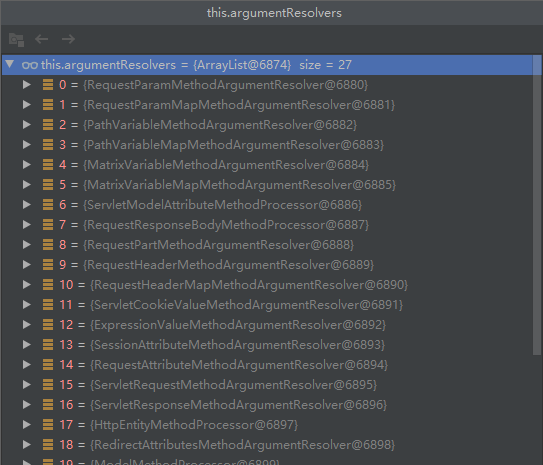 this.argumentResolvers
this.argumentResolvers = {ArrayList@6874} size = 27
0 = {RequestParamMethodArgumentResolver@6880}
1 = {RequestParamMapMethodArgumentResolver@6881}
2 = {PathVariableMethodArgumentResolver@6882}
3 = {PathVariableMapMethodArgumentResolver@6883}
4 = {MatrixVariableMethodArgumentResolver@6884}
5 = {MatrixVariableMapMethodArgumentResolver@6885}
6 = {ServletModelAttributeMethodProcessor@6886}
7 = {RequestResponseBodyMethodProcessor@6887}
8 = {RequestPartMethodArgumentResolver@6888}
9 = {RequestHeaderMethodArgumentResolver@6889}
10 = {RequestHeaderMapMethodArgumentResolver@6890}
11 = {ServletCookieValueMethodArgumentResolver@6891}
12 = {ExpressionValueMethodArgumentResolver@6892}
13 = {SessionAttributeMethodArgumentResolver@6893}
14 = {RequestAttributeMethodArgumentResolver@6894}
15 = {ServletRequestMethodArgumentResolver@6895}
16 = {ServletResponseMethodArgumentResolver@6896}
17 = {HttpEntityMethodProcessor@6897}
18 = {RedirectAttributesMethodArgumentResolver@6898}
19 = {ModelMethodProcessor@6899}